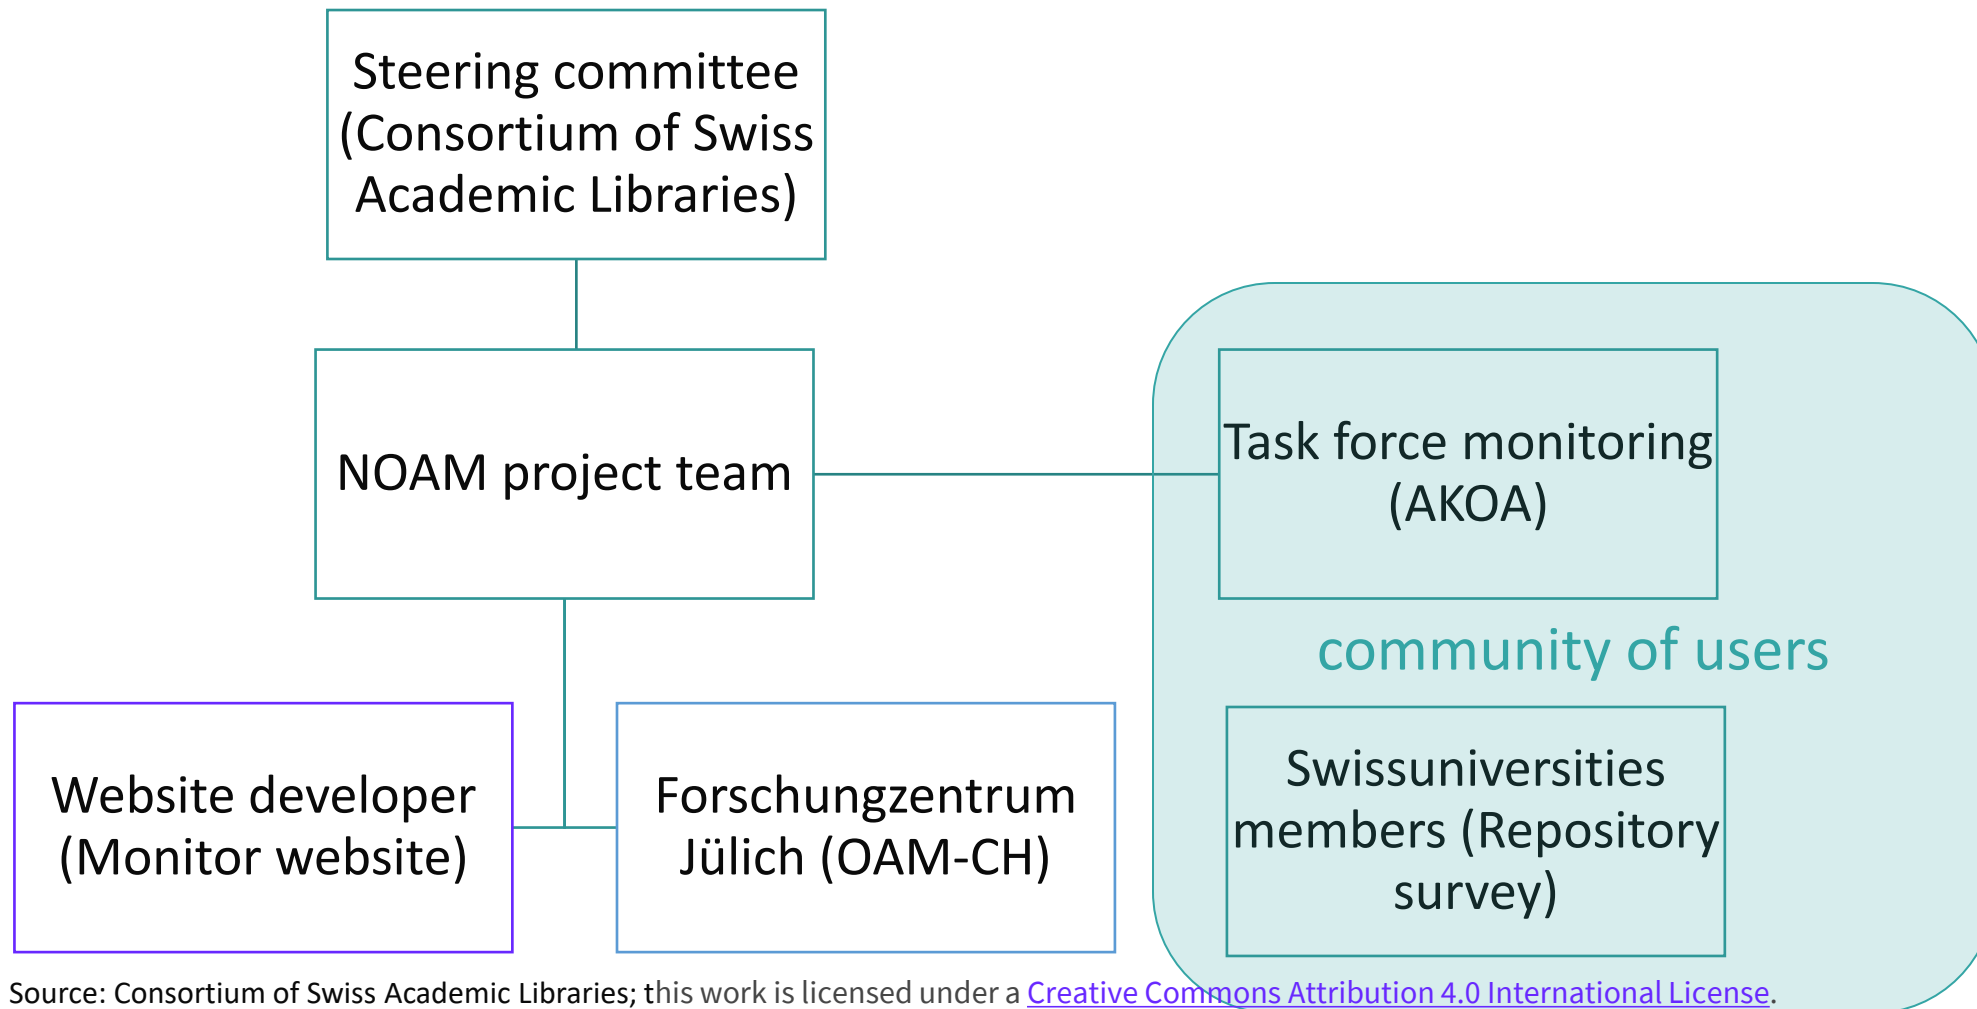 Steering committee
(Consortium of Swiss
Academic Libraries)
NOAM project team
Task force monitoring
(AKOA)
community of users
Website developer
(Monitor website)
Forschungzentrum
Jülich (OAM-CH)
Swissuniversities
members (Repository
survey)
Source: Consortium of Swiss Academic Libraries; this work is licensed under a Creative Commons Attribution 4.0 International License.